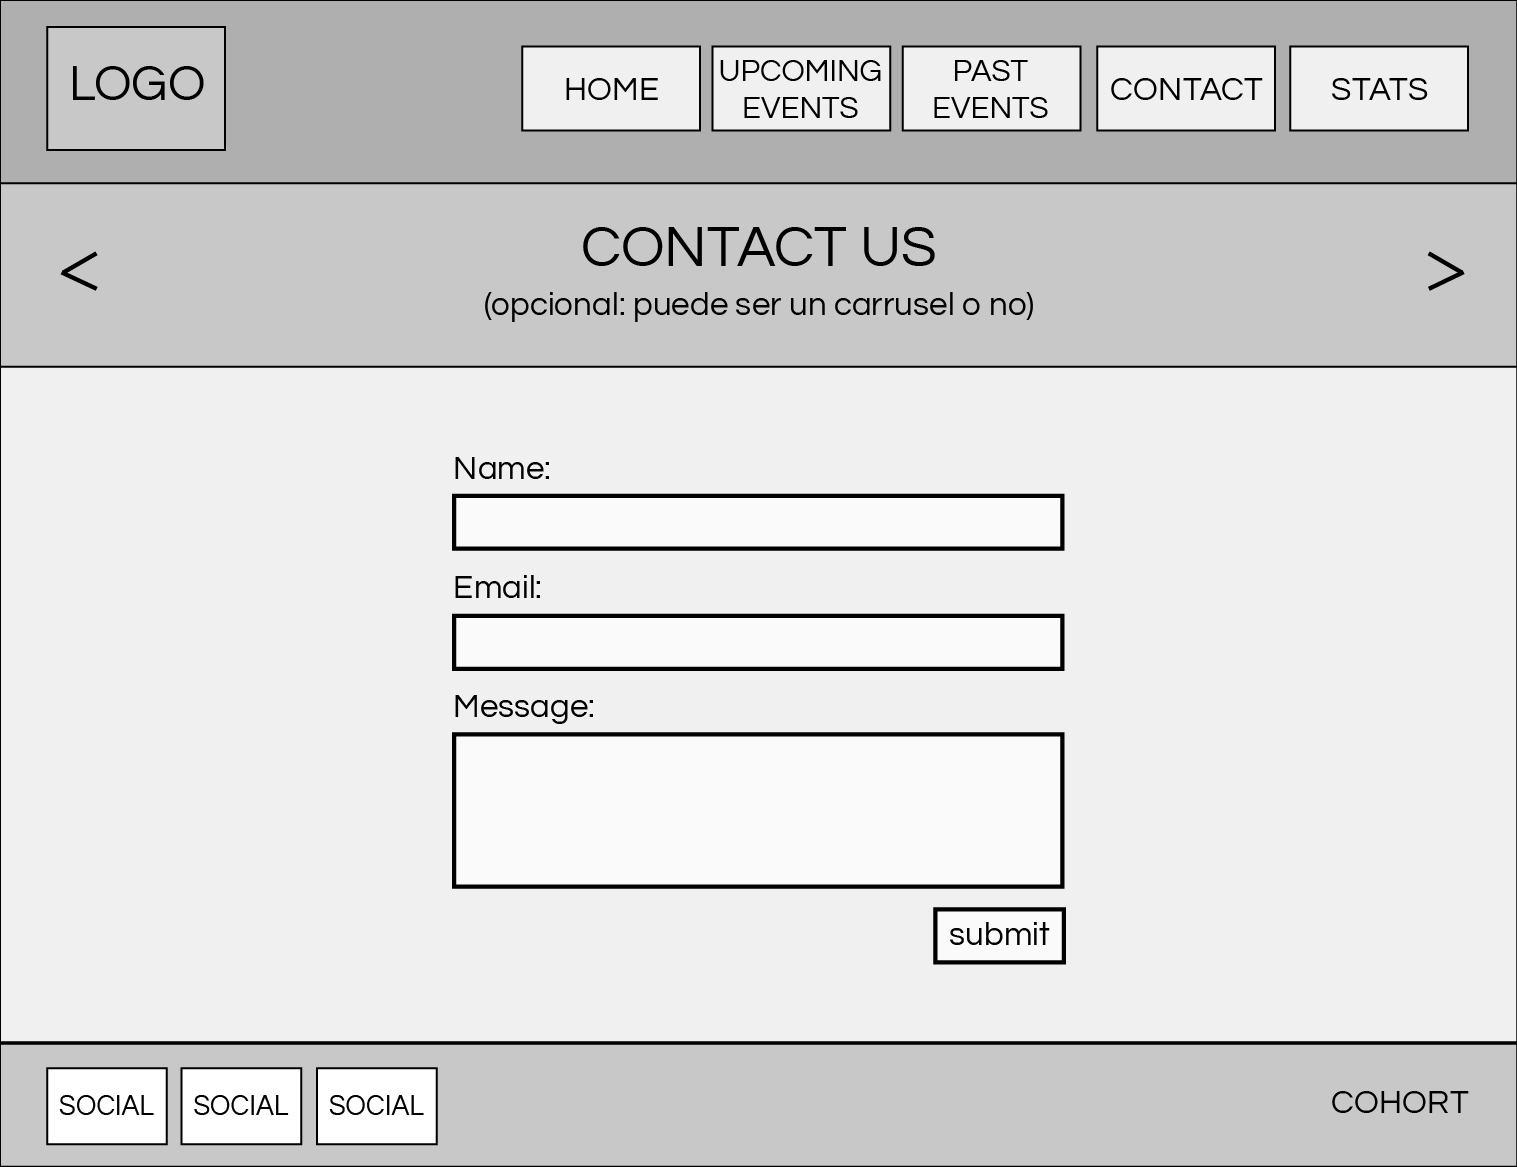 LOGO
HOME
UPCOMING
EVENTS
PAST
EVENTS
CONTACT
STATS
<
CONTACT US
(opcional: puede ser un carrusel o no)
>
Name:
Email:
Message:
submit
SOCIAL
SOCIAL
SOCIAL
COHORT